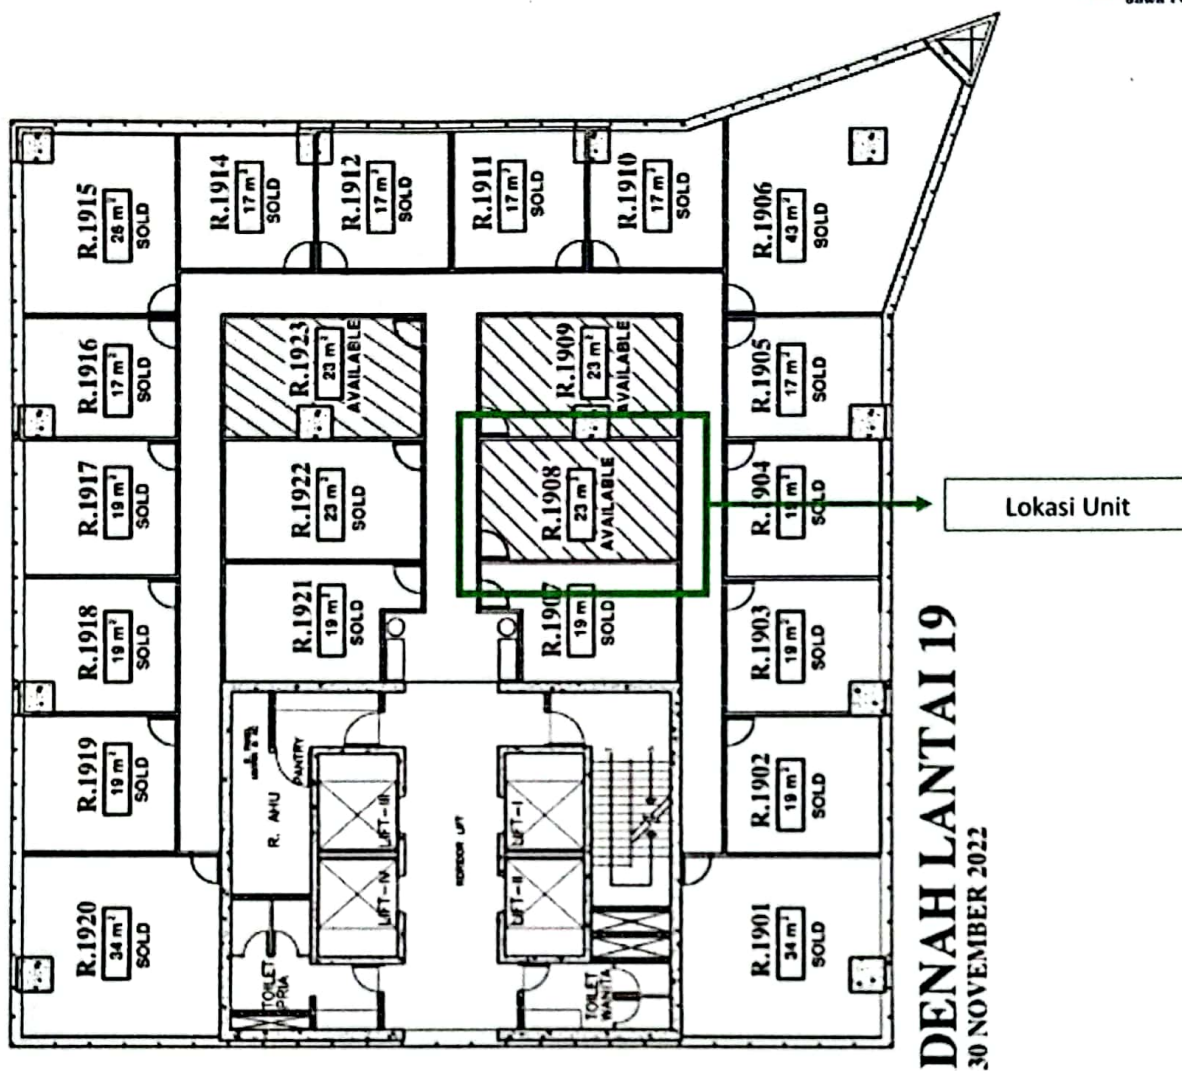 R.1915
26 m²
SOLD
R.1914
17 m²
SOLD
R.1912
17 m²
SOLD
R.1911
17 m²
SOLD
R.1910
17 m²
SOLD
R.1906
43 m²
SOLD
R.1916
17 m²
SOLD
R.1923
23 m²
AVAILABLE
R.1909
23 m²
AVAILABLE
R.1905
17 m²
SOLD
R.1917
19 m²
SOLD
R.1922
23 m²
SOLD
R.1908
23 m²
AVAILABLE
R.1904
19 m²
SOLD
Lokasi Unit
R.1918
19 m²
SOLD
R.1921
19 m²
SOLD
R.1907
19 m²
SOLD
R.1903
19 m²
SOLD
R.1919
19 m²
SOLD
R. AHU
PANTRY
LIFT-III
LIFT-I
KORIDOR LIFT
LIFT-IV
LIFT-II
R.1902
19 m²
SOLD
R.1920
34 m²
SOLD
TOILET
PRIA
TOILET
WANITA
R.1901
34 m²
SOLD
DENAH LANTAI 19
30 NOVEMBER 2022